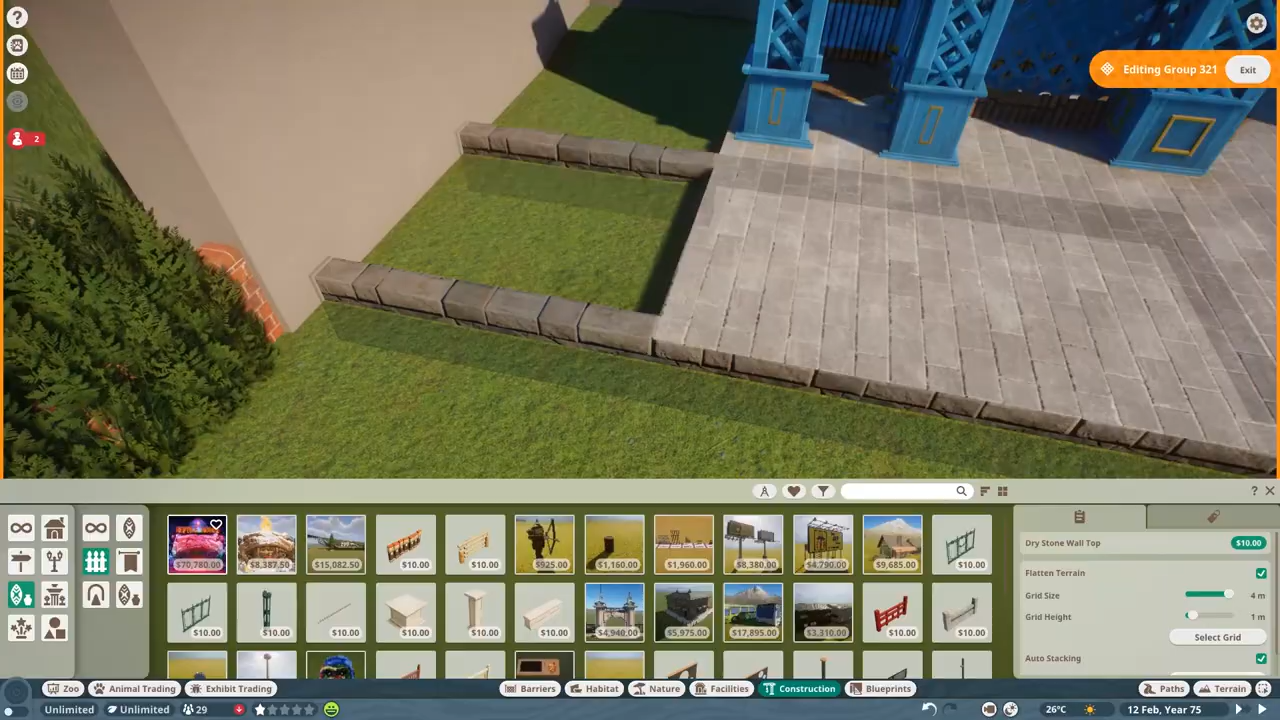 Editing Group 321
Exit
2
$70,780.00
$8,387.50
$15,082.50
$10.00
$10.00
$925.00
$1,160.00
$1,960.00
$8,380.00
$4,790.00
$9,685.00
$10.00
$10.00
$10.00
$10.00
$10.00
$10.00
$10.00
$4,940.00
$5,975.00
$17,895.00
$3,310.00
$10.00
$10.00
Dry Stone Wall Top
$10.00
Flatten Terrain
Grid Size
4 m
Grid Height
1 m
Select Grid
Auto Stacking
Zoo
Animal Trading
Exhibit Trading
Barriers
Habitat
Nature
Facilities
Construction
Blueprints
Paths
Terrain
Unlimited
Unlimited
29
26°C
12 Feb, Year 75